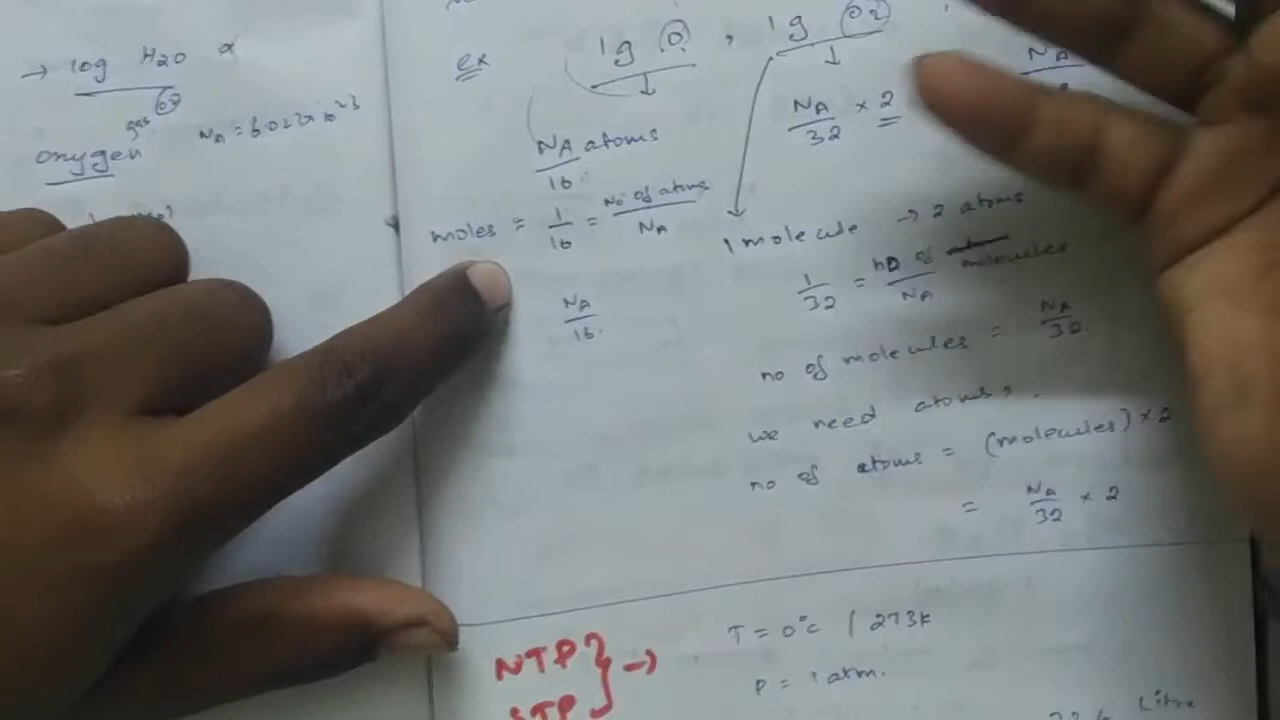 → 10g H2O
gas O2
NA = 6.022 x 10^23
oxygen
ex 1g O , 1g O2
NA/16 atoms
NA/32 × 2
NA
moles = 1/16 = No of atoms/NA
NA/16
1 molecule → 2 atoms
1/32 = no of molecules/NA
no of molecules = NA/32
we need atoms,
no of atoms = (molecules) × 2
= NA/32 × 2
NTP } →
STP
T = 0°C / 273K
P = 1 atm.
Litre